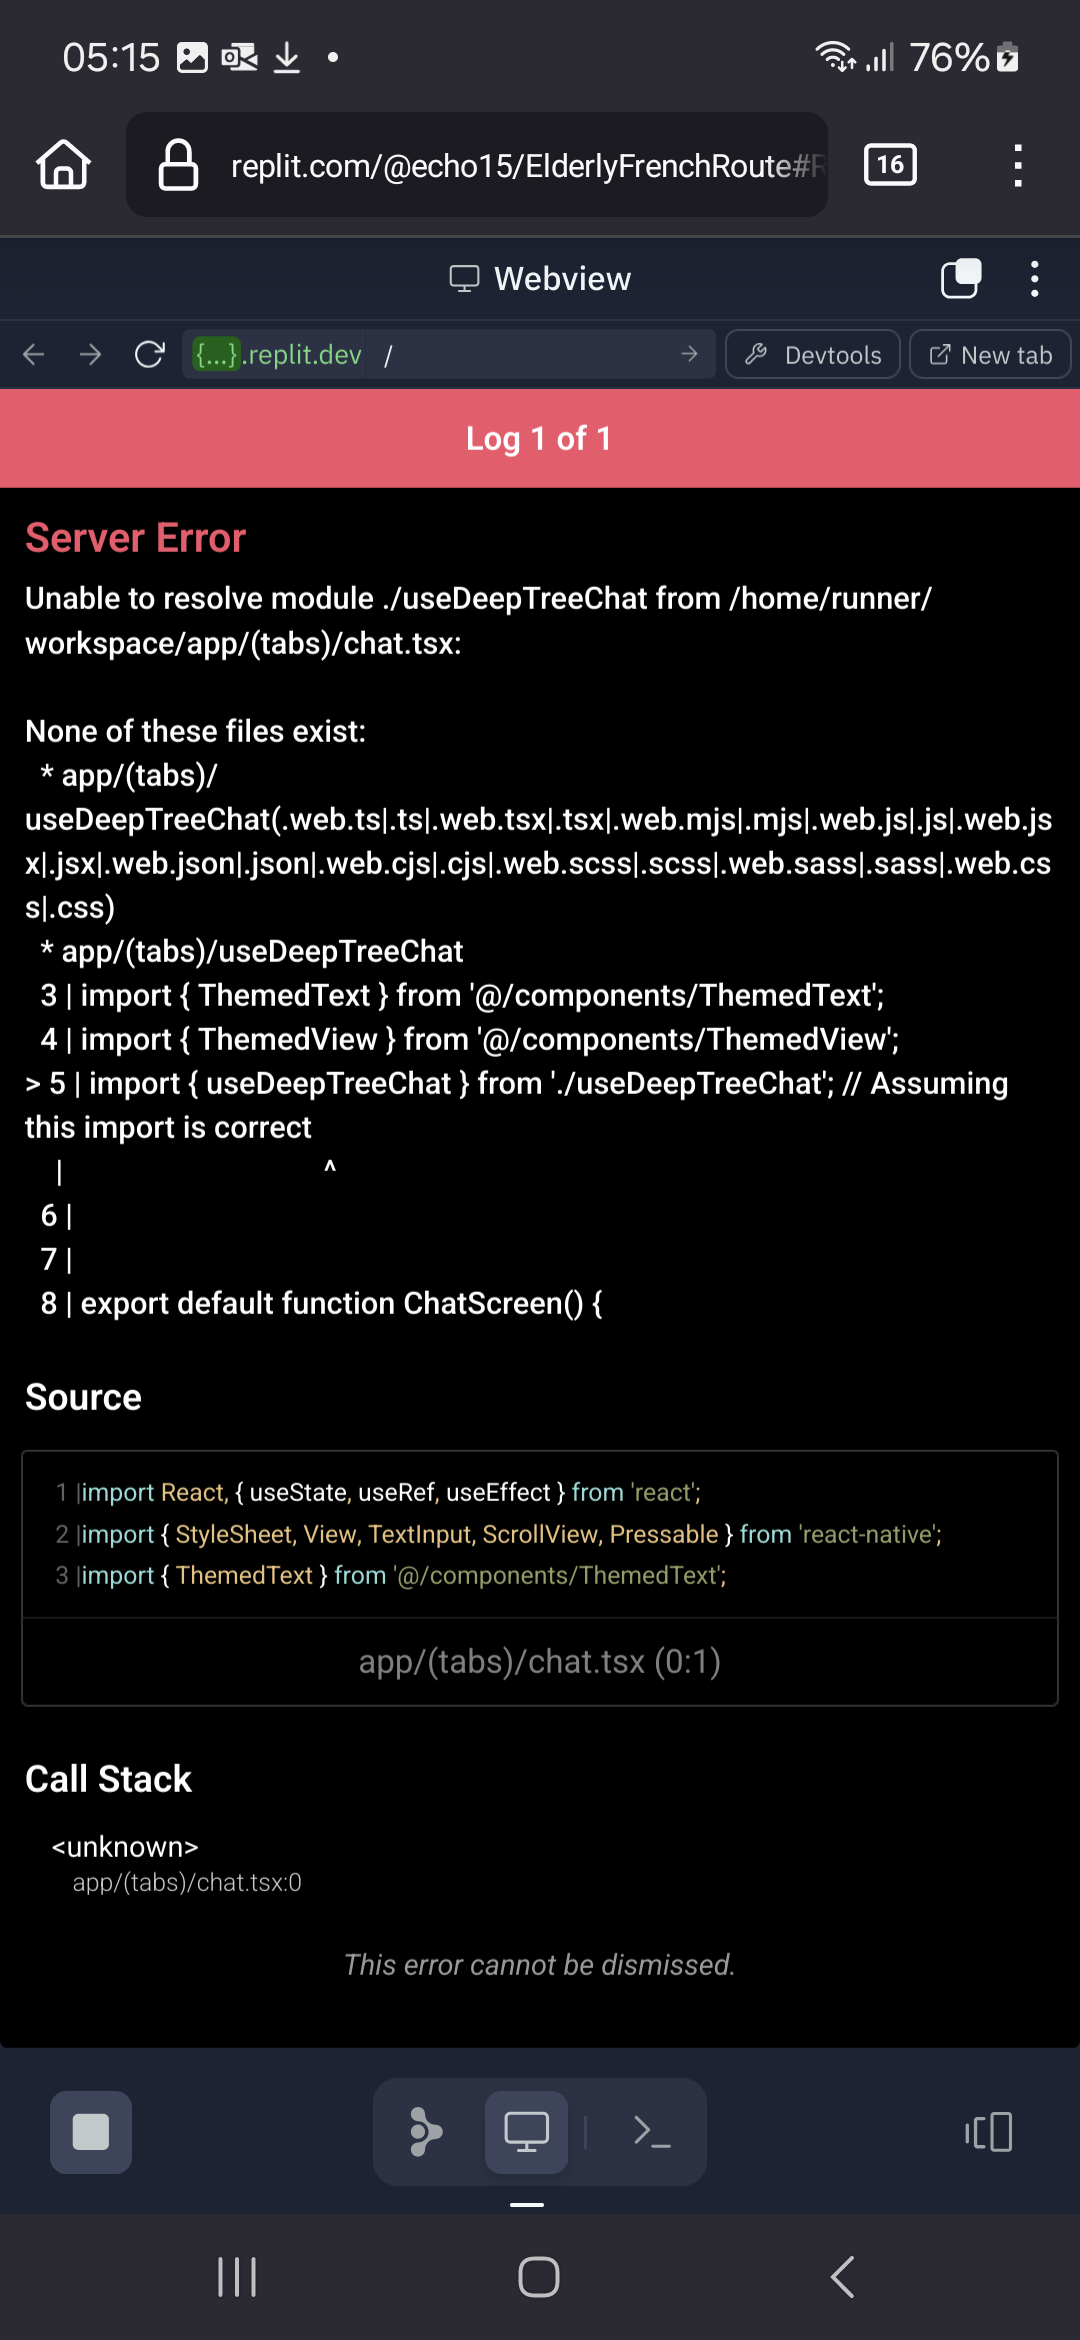 05:15
76%
replit.com/@echo15/ElderlyFrenchRoute#R
16
Webview
{...}.replit.dev /
Devtools
New tab
Log 1 of 1
Server Error
Unable to resolve module ./useDeepTreeChat from /home/runner/
workspace/app/(tabs)/chat.tsx:
None of these files exist:
* app/(tabs)/
useDeepTreeChat(.web.ts|.ts|.web.tsx|.tsx|.web.mjs|.mjs|.web.js|.js|.web.js
x|.jsx|.web.json|.json|.web.cjs|.cjs|.web.scss|.scss|.web.sass|.sass|.web.cs
s|.css)
* app/(tabs)/useDeepTreeChat
3 | import { ThemedText } from '@/components/ThemedText';
4 | import { ThemedView } from '@/components/ThemedView';
> 5 | import { useDeepTreeChat } from './useDeepTreeChat'; // Assuming
this import is correct
| ^
6 |
7 |
8 | export default function ChatScreen() {
Source
1 |import React, { useState, useRef, useEffect } from 'react';
2 |import { StyleSheet, View, TextInput, ScrollView, Pressable } from 'react-native';
3 |import { ThemedText } from '@/components/ThemedText';
app/(tabs)/chat.tsx (0:1)
Call Stack
<unknown>
app/(tabs)/chat.tsx:0
This error cannot be dismissed.